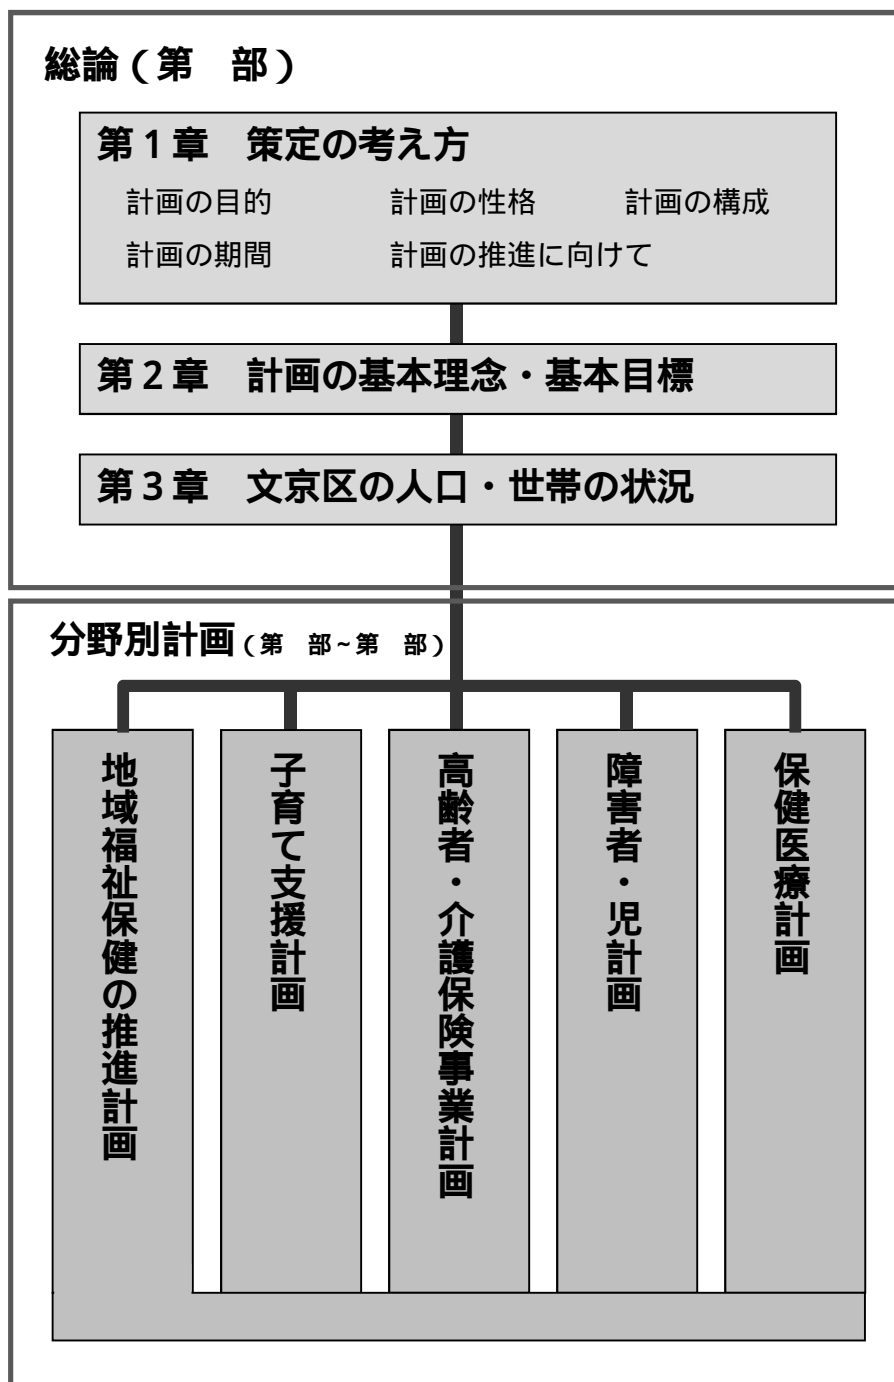 総論(第　部)
第1章　策定の考え方
計画の目的　計画の性格　計画の構成
計画の期間　計画の推進に向けて
第2章　計画の基本理念・基本目標
第3章　文京区の人口・世帯の状況
分野別計画(第　部~第　部)
地域福祉保健の推進計画
子育て支援計画
高齢者・介護保険事業計画
障害者・児計画
保健医療計画